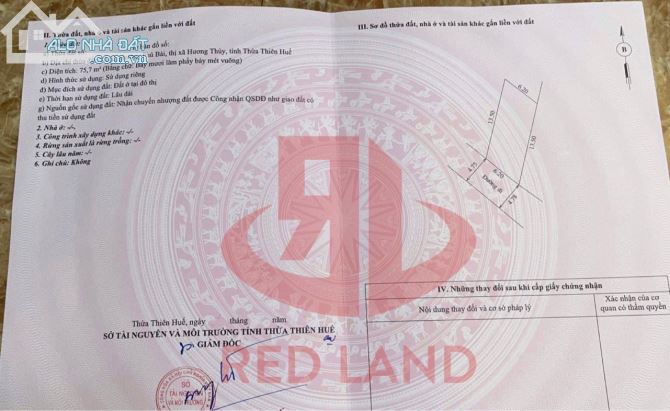 ALO NHÀ ĐẤT
.com.vn
II. Thửa đất, nhà ở và tài sản khác gắn liền với đất
Bài, thị xã Hương Thủy, tỉnh Thừa Thiên Huế
c) Diện tích: 75,7 m² (Bằng chữ: Bảy mươi lăm phẩy bảy mét vuông)
d) Hình thức sử dụng: Sử dụng riêng
đ) Mục đích sử dụng: Đất ở tại đô thị
e) Thời hạn sử dụng đất: Lâu dài
g) Nguồn gốc sử dụng đất: Nhận chuyển nhượng đất được Công nhận QSDĐ như giao đất có
thu tiền sử dụng đất
2. Nhà ở: -/-
3. Công trình xây dựng khác: -/-
4. Rừng sản xuất là rừng trồng: -/-
5. Cây lâu năm: -/-
6. Ghi chú: Không
Thừa Thiên Huế, ngày tháng năm
SỞ TÀI NGUYÊN VÀ MÔI TRƯỜNG TỈNH THỪA THIÊN HUẾ
GIÁM ĐỐC
SỞ
TÀI NGUYÊN
VÀ MÔI TRƯỜNG
III. Sơ đồ thửa đất, nhà ở và tài sản khác gắn liền với đất
B
6.20
13.50
13.50
6.20
4.75
Đường đi
4.75
IV. Những thay đổi sau khi cấp giấy chứng nhận
Nội dung thay đổi và cơ sở pháp lý
Xác nhận của cơ
quan có thẩm quyền
RED LAND